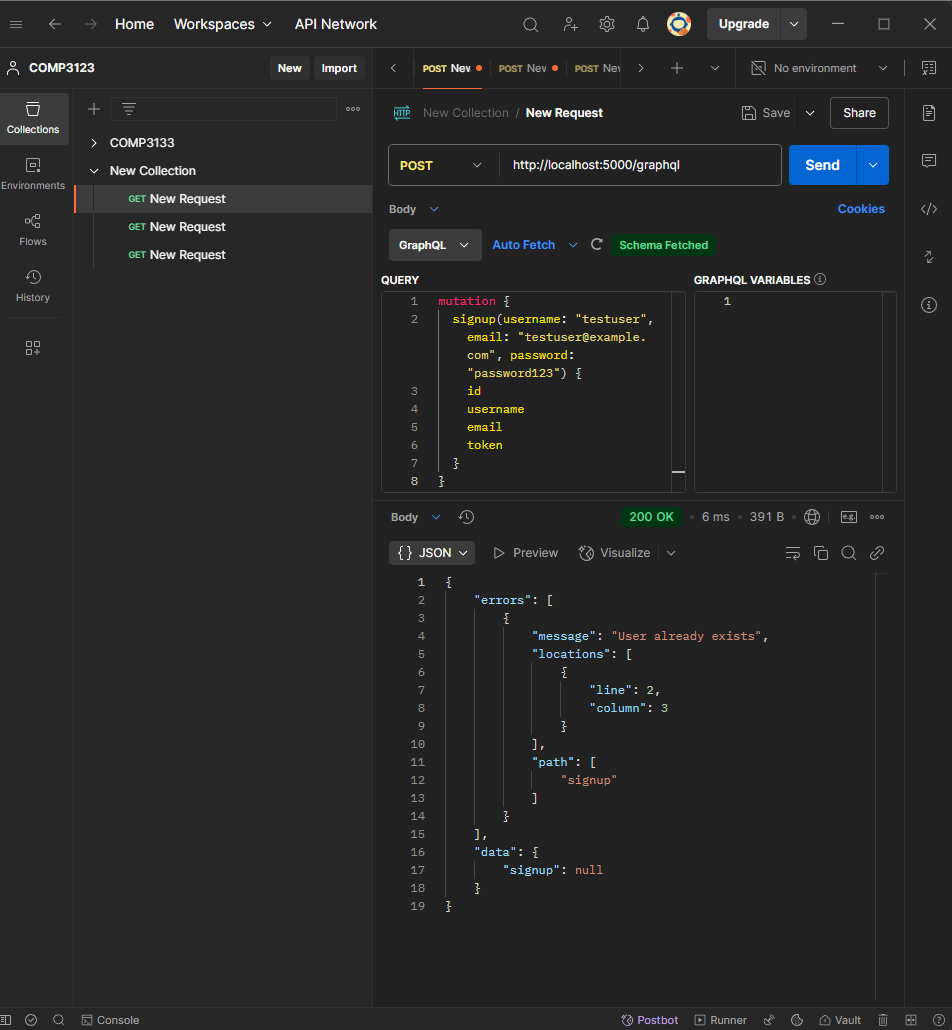 Home Workspaces API Network Upgrade
COMP3123 New Import POST New POST Nev POST Nev No environment
Collections
Environments
Flows
History
COMP3133
New Collection
GET New Request
GET New Request
GET New Request
HTTP New Collection / New Request Save Share
POST http://localhost:5000/graphql Send
Body Cookies
GraphQL Auto Fetch Schema Fetched
QUERY GRAPHQL VARIABLES
1 mutation { 1
2 signup(username: "testuser",
email: "testuser@example.
com", password:
"password123") {
3 id
4 username
5 email
6 token
7 }
8 }
Body 200 OK • 6 ms • 391 B • e.g.
{} JSON Preview Visualize
1 {
2 "errors": [
3 {
4 "message": "User already exists",
5 "locations": [
6 {
7 "line": 2,
8 "column": 3
9 }
10 ],
11 "path": [
12 "signup"
13 ]
14 }
15 ],
16 "data": {
17 "signup": null
18 }
19 }
Console Postbot Runner Vault